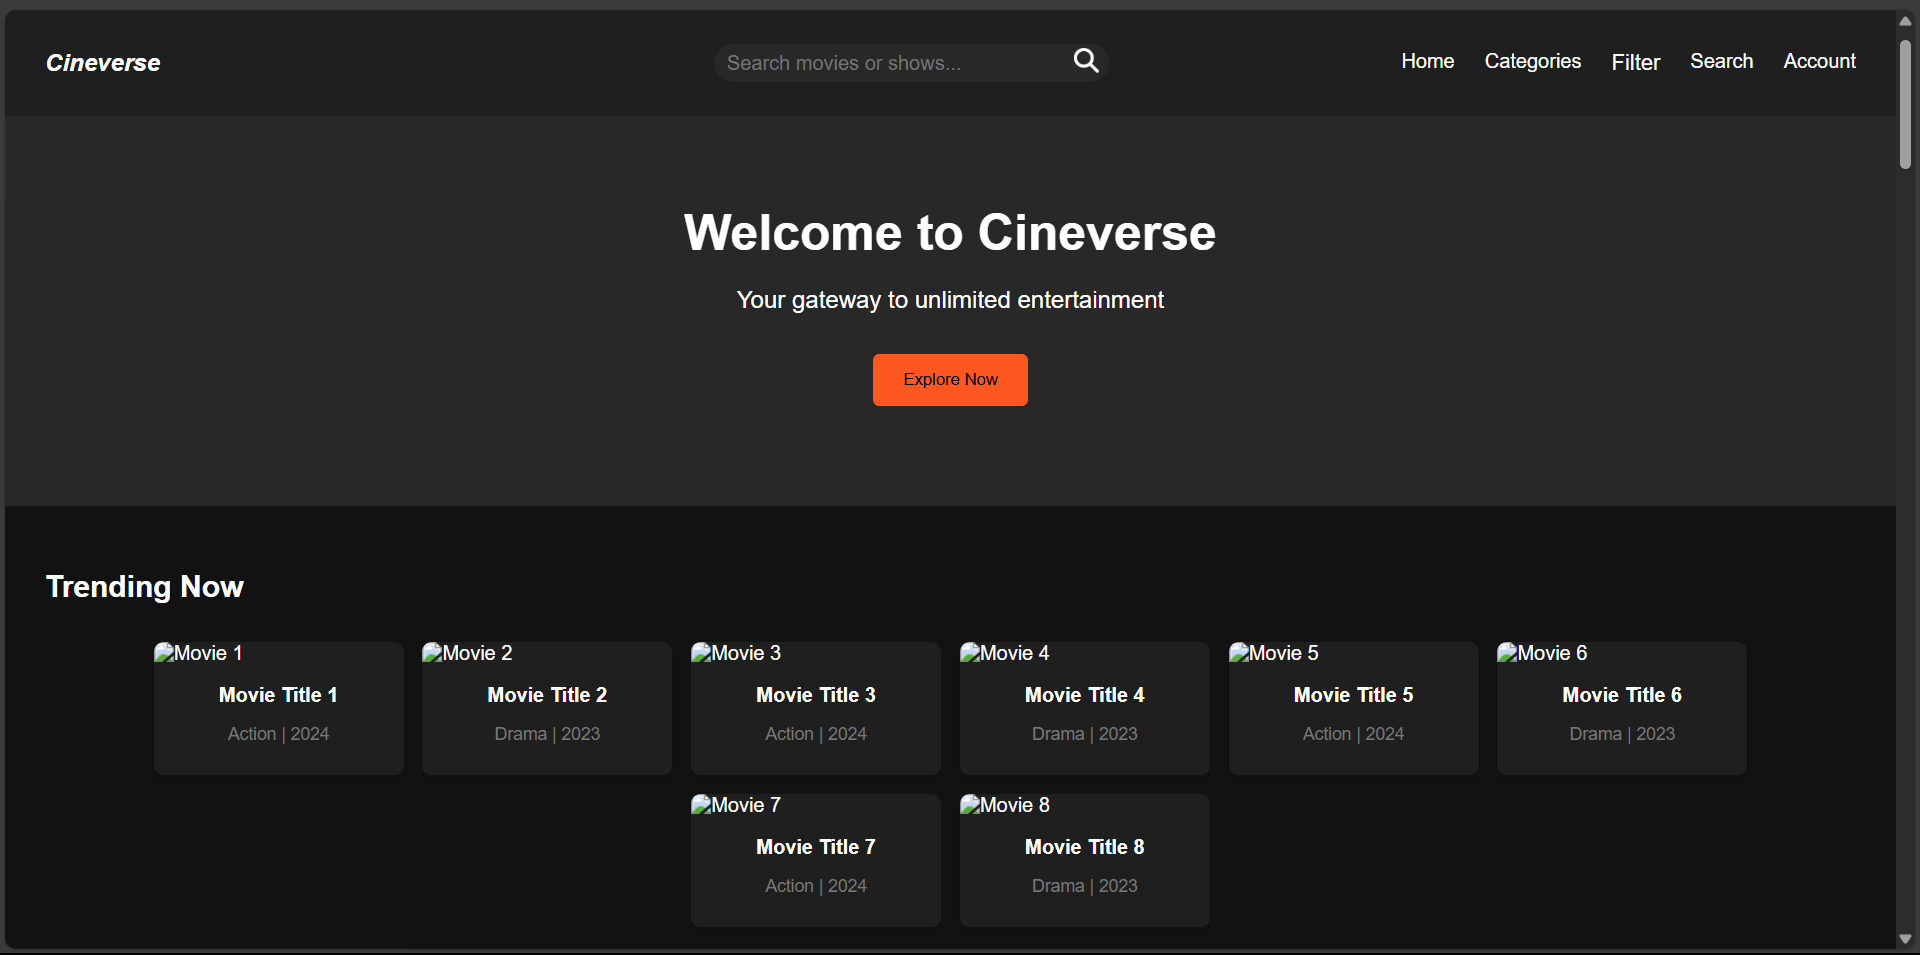 Cineverse
Search movies or shows...
Home Categories Filter Search Account
Welcome to Cineverse
Your gateway to unlimited entertainment
Explore Now
Trending Now
Movie 1
Movie Title 1
Action | 2024
Movie 2
Movie Title 2
Drama | 2023
Movie 3
Movie Title 3
Action | 2024
Movie 4
Movie Title 4
Drama | 2023
Movie 5
Movie Title 5
Action | 2024
Movie 6
Movie Title 6
Drama | 2023
Movie 7
Movie Title 7
Action | 2024
Movie 8
Movie Title 8
Drama | 2023